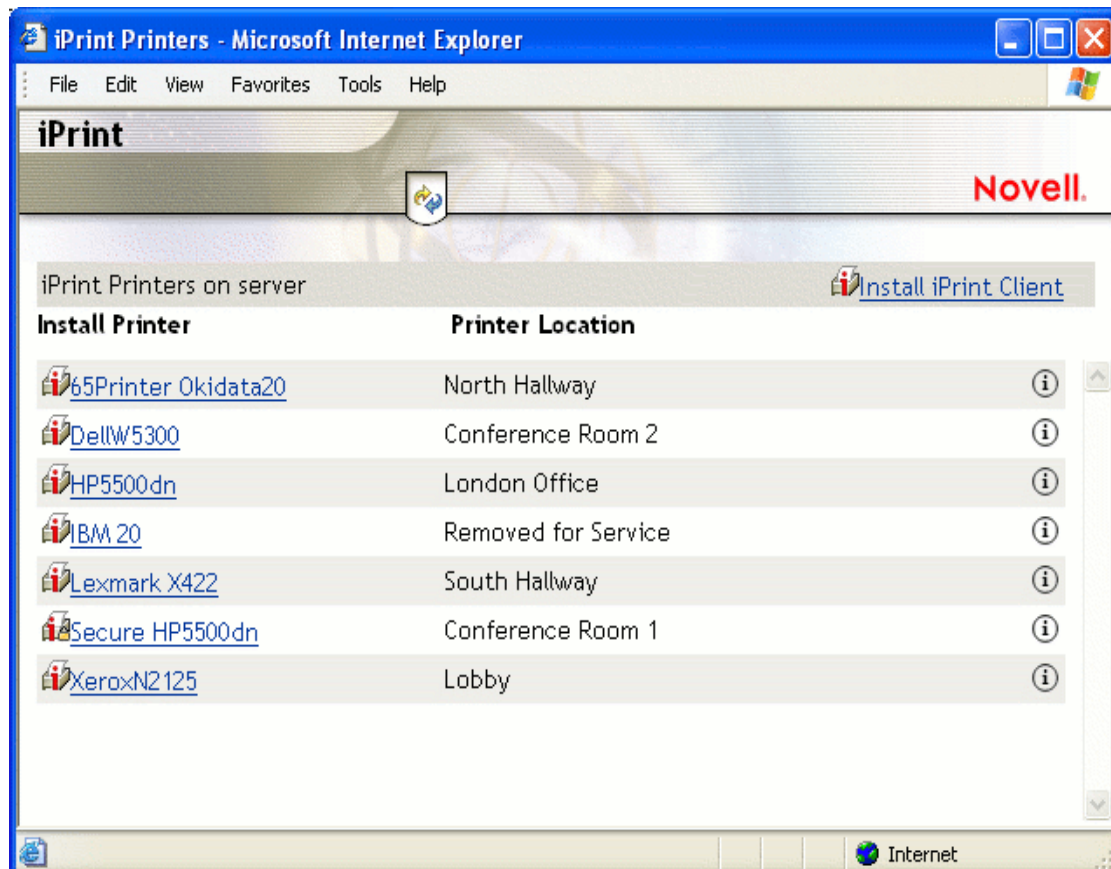 iPrint Printers - Microsoft Internet Explorer
File Edit View Favorites Tools Help
iPrint
Novell.
iPrint Printers on server Install iPrint Client
Install Printer Printer Location
65Printer Okidata20 North Hallway
DellW5300 Conference Room 2
HP5500dn London Office
IBM 20 Removed for Service
Lexmark X422 South Hallway
Secure HP5500dn Conference Room 1
XeroxN2125 Lobby
Internet